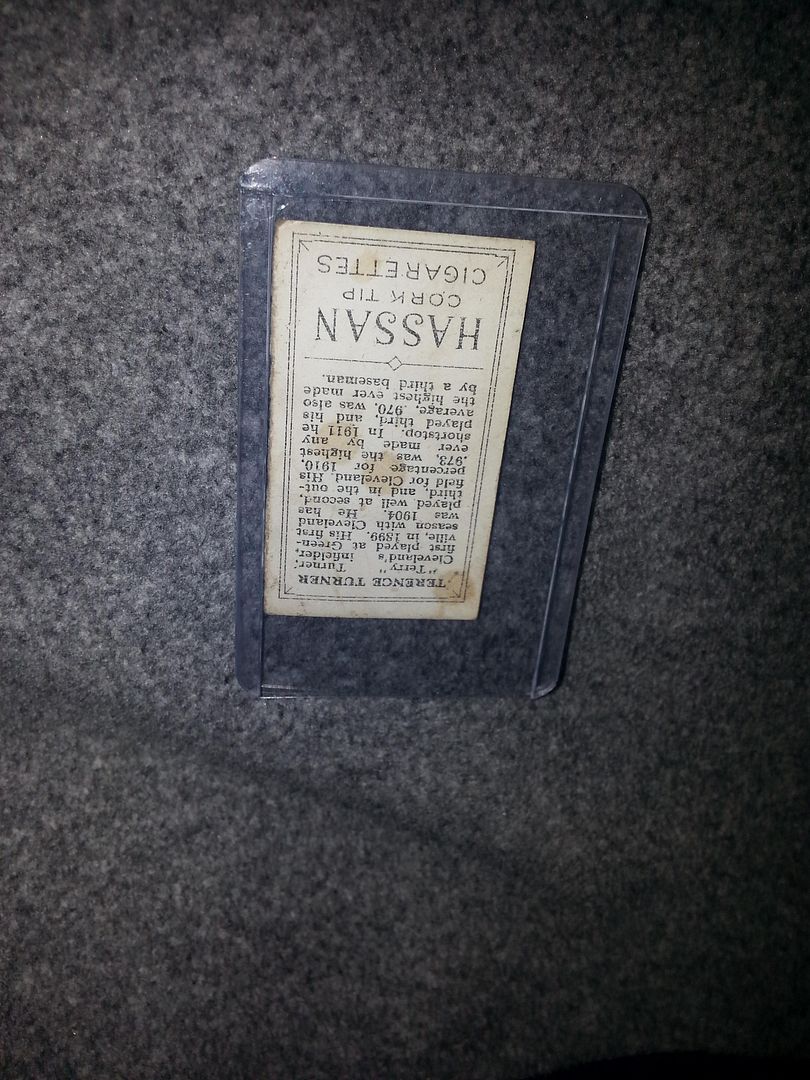 TERENCE TURNER
"Terry" Turner,
Cleveland's infielder,
first played at Green-
ville, in 1899. His first
season with Cleveland
was 1904. He has
played well at second,
third, and in the out-
field for Cleveland. His
percentage for 1910,
.973, was the highest
ever made by any
shortstop. In 1911 he
played third, and his
average, .970, was also
the highest ever made
by a third baseman.
HASSAN
CORK TIP
CIGARETTES